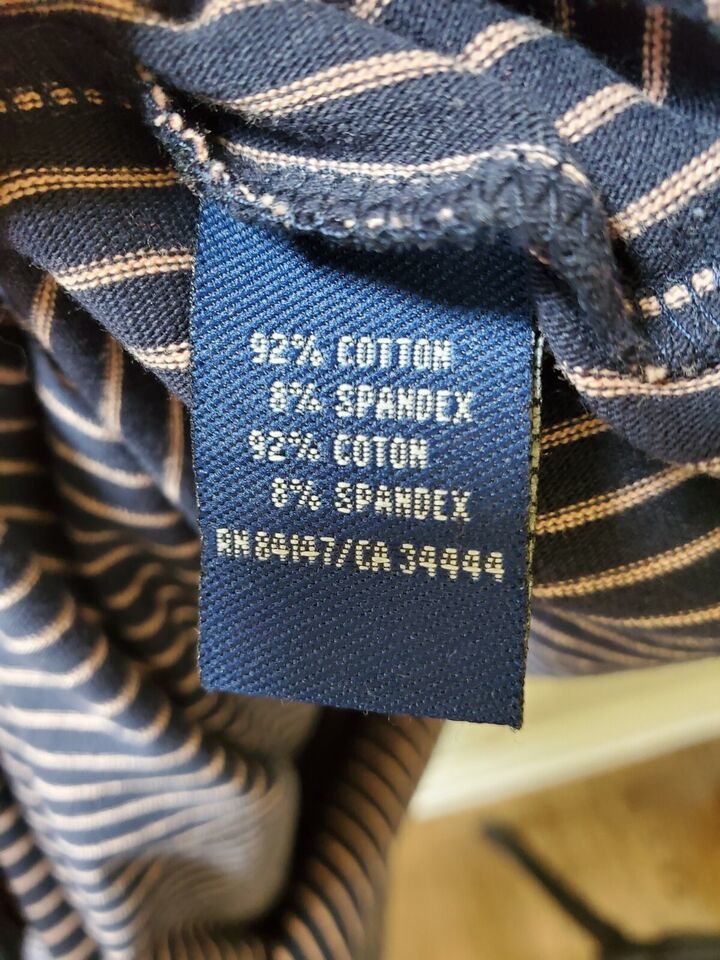 92% COTTON
8% SPANDEX
92% COTON
8% SPANDEX
RN 84147/CA 34444